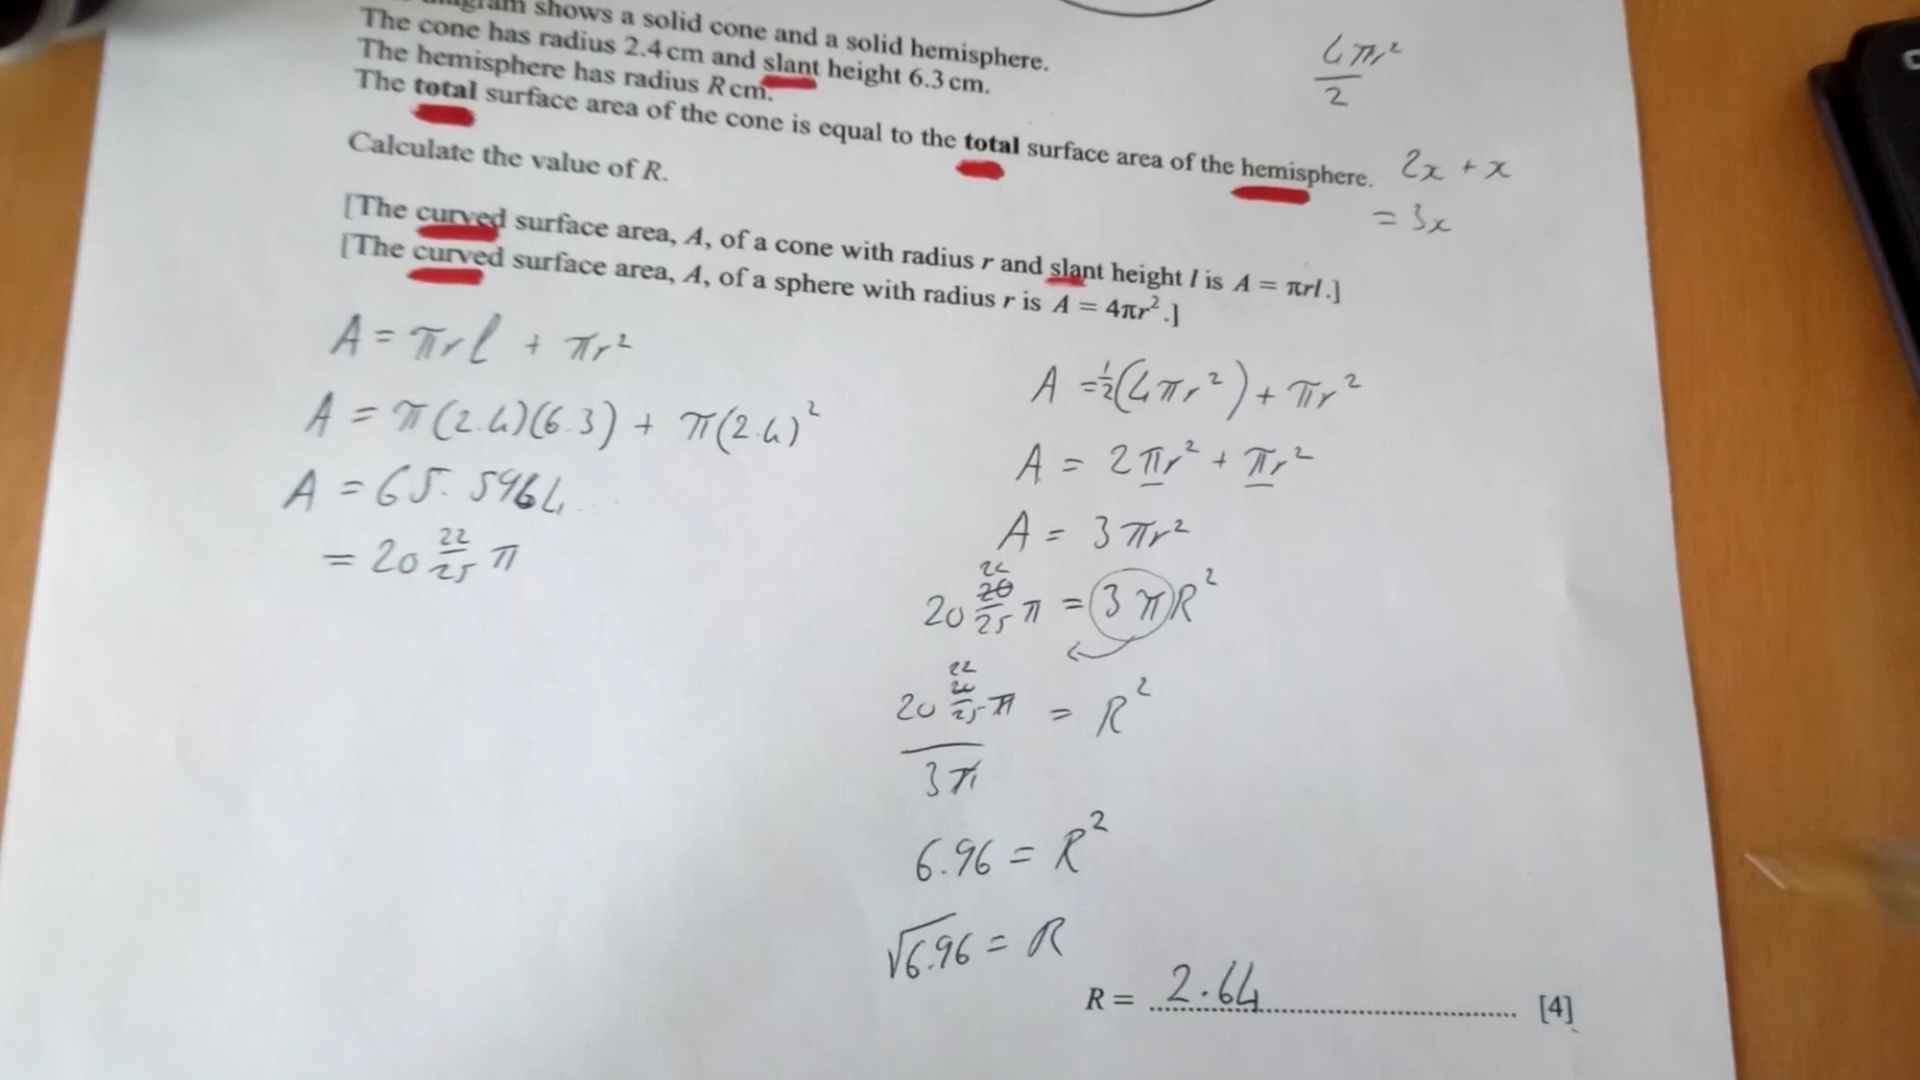 shows a solid cone and a solid hemisphere.
The cone has radius 2.4 cm and slant height 6.3 cm.
The hemisphere has radius R cm.
The total surface area of the cone is equal to the total surface area of the hemisphere.
Calculate the value of R.
[The curved surface area, A, of a cone with radius r and slant height l is A = πrl.]
[The curved surface area, A, of a sphere with radius r is A = 4πr².]
4πr²
2
2x + x
= 3x
A = πrl + πr²
A = π(2.4)(6.3) + π(2.4)²
A = 65.5964
= 20 22/25 π
A = ½(4πr²) + πr²
A = 2πr² + πr²
A = 3πr²
20 22/25 π = 3πR²
20 22/25 π = R²
3π
6.96 = R²
√6.96 = R
R = 2.64 [4]